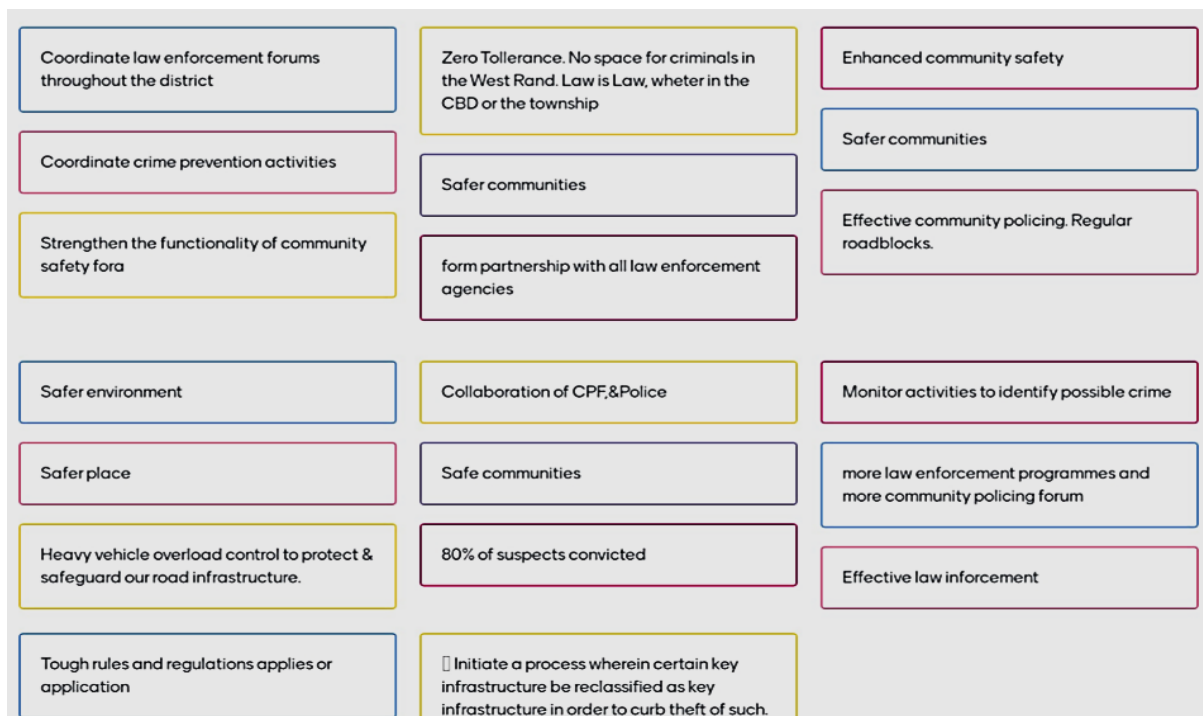 Coordinate law enforcement forums
throughout the district
Coordinate crime prevention activities
Strengthen the functionality of community
safety fora
Zero Tollerance. No space for criminals in
the West Rand. Law is Law, wheter in the
CBD or the township
Safer communities
form partnership with all law enforcement
agencies
Enhanced community safety
Safer communities
Effective community policing. Regular
roadblocks.
Safer environment
Safer place
Heavy vehicle overload control to protect &
safeguard our road infrastructure.
Collaboration of CPF,&Police
Safe communities
80% of suspects convicted
Monitor activities to identify possible crime
more law enforcement programmes and
more community policing forum
Effective law inforcement
Tough rules and regulations applies or
application
Initiate a process wherein certain key
infrastructure be reclassified as key
infrastructure in order to curb theft of such.